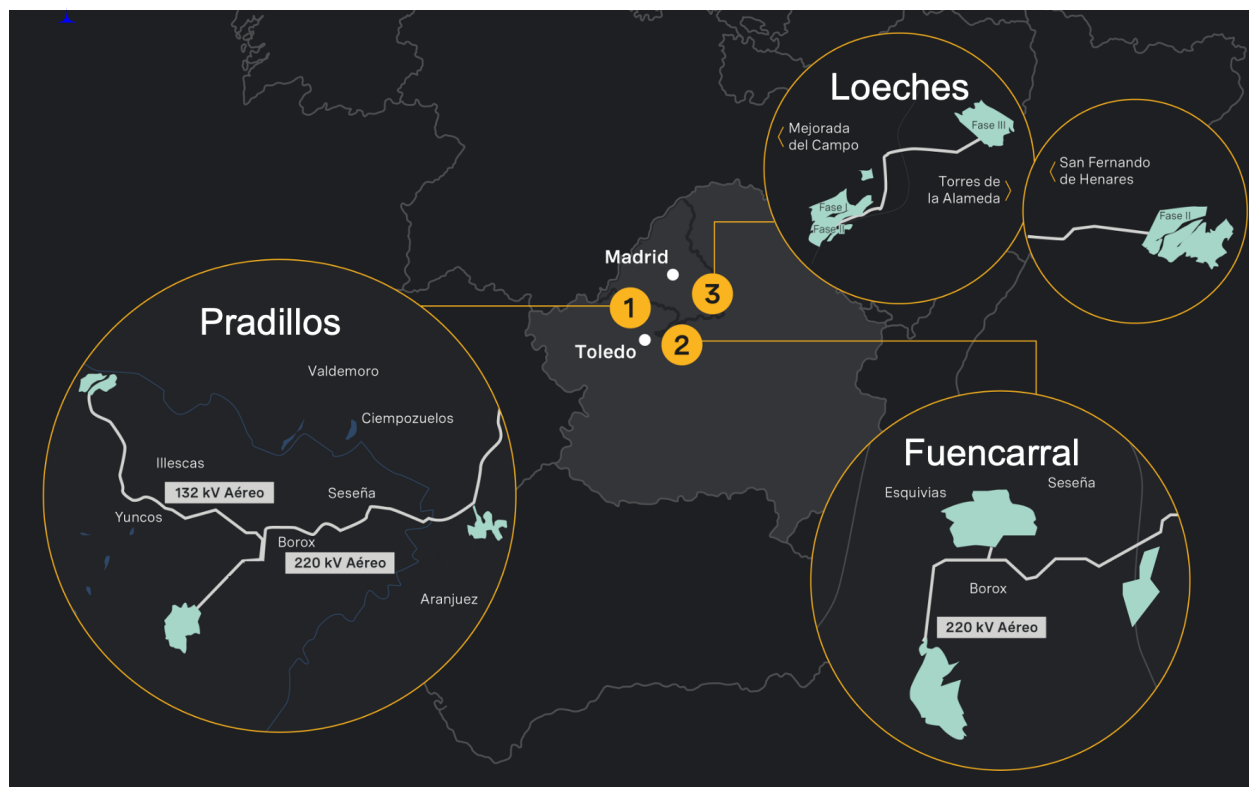 Loeches
Mejorada
del Campo
Fase III
Torres de
la Alameda
Fase I
Fase II
San Fernando
de Henares
Fase II
Madrid
1
3
Toledo
2
Pradillos
Valdemoro
Ciempozuelos
Illescas
132 kV Aéreo
Seseña
Yuncos
Borox
220 kV Aéreo
Aranjuez
Fuencarral
Esquivias
Seseña
Borox
220 kV Aéreo